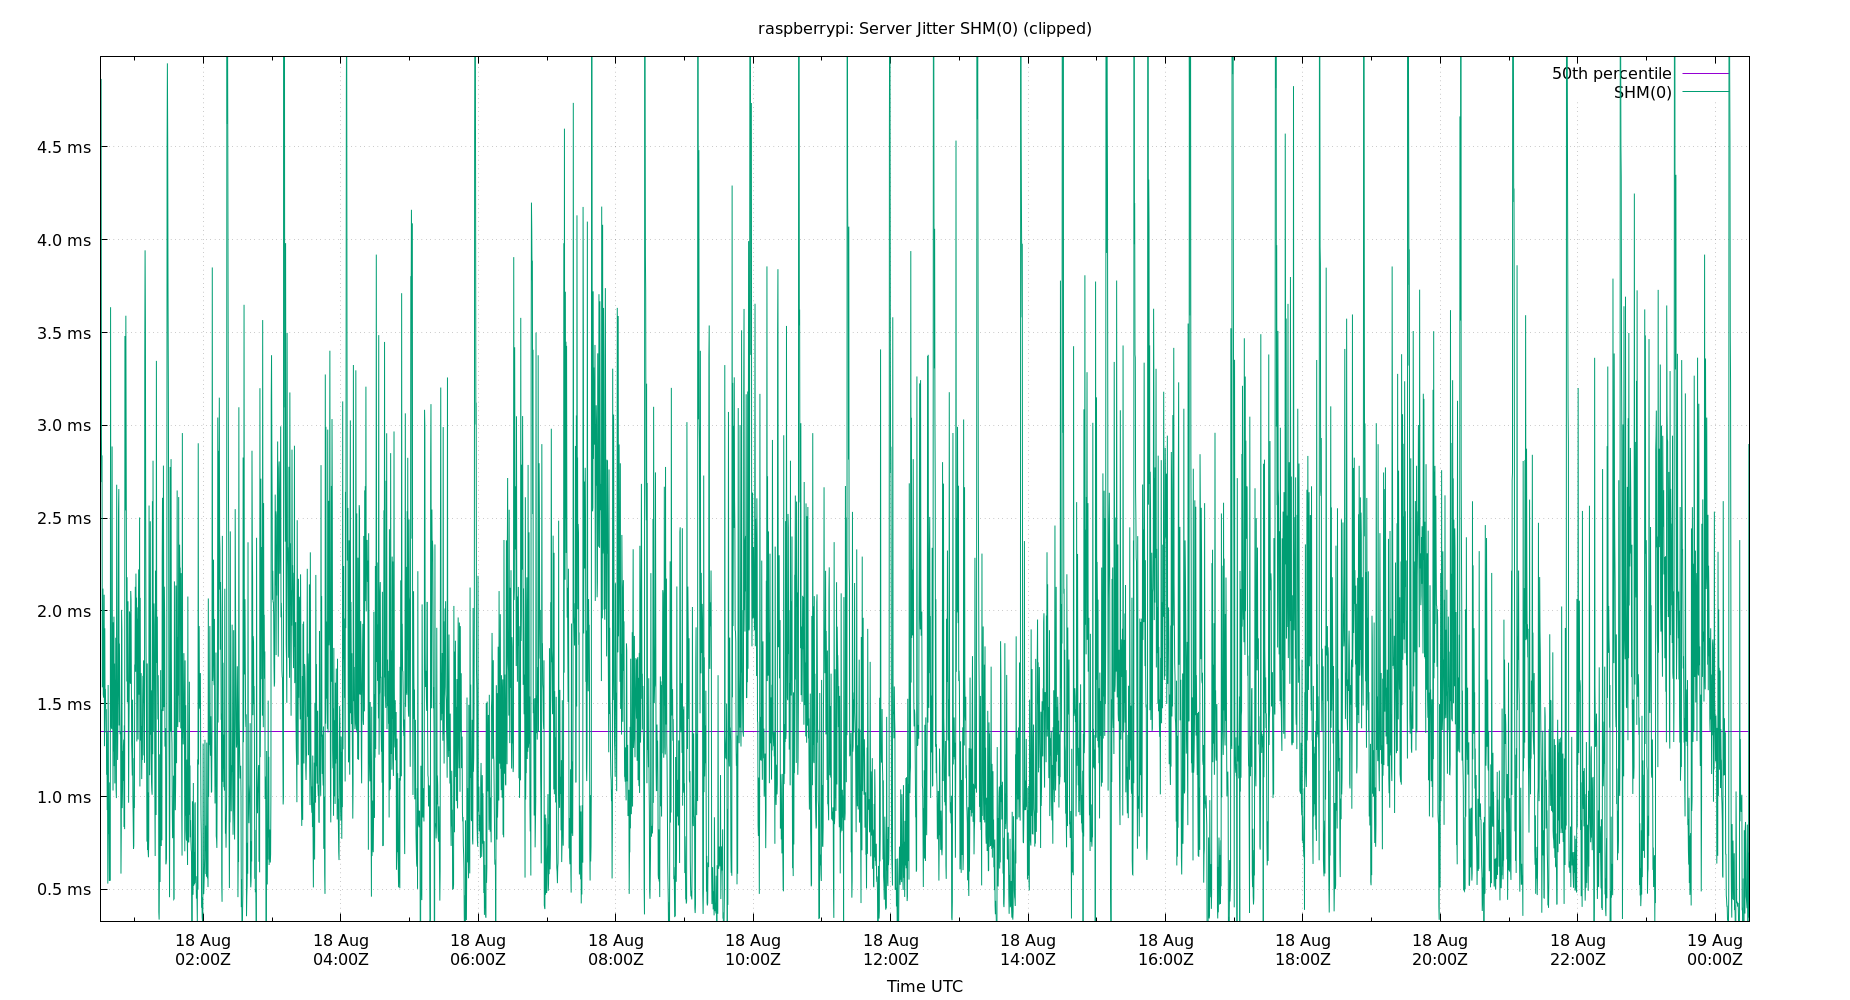 raspberrypi: Server Jitter SHM(0) (clipped)
50th percentile
SHM(0)
4.5 ms
4.0 ms
3.5 ms
3.0 ms
2.5 ms
2.0 ms
1.5 ms
1.0 ms
0.5 ms
18 Aug 18 Aug 18 Aug 18 Aug 18 Aug 18 Aug 18 Aug 18 Aug 18 Aug 18 Aug 18 Aug 19 Aug
02:00Z 04:00Z 06:00Z 08:00Z 10:00Z 12:00Z 14:00Z 16:00Z 18:00Z 20:00Z 22:00Z 00:00Z
Time UTC